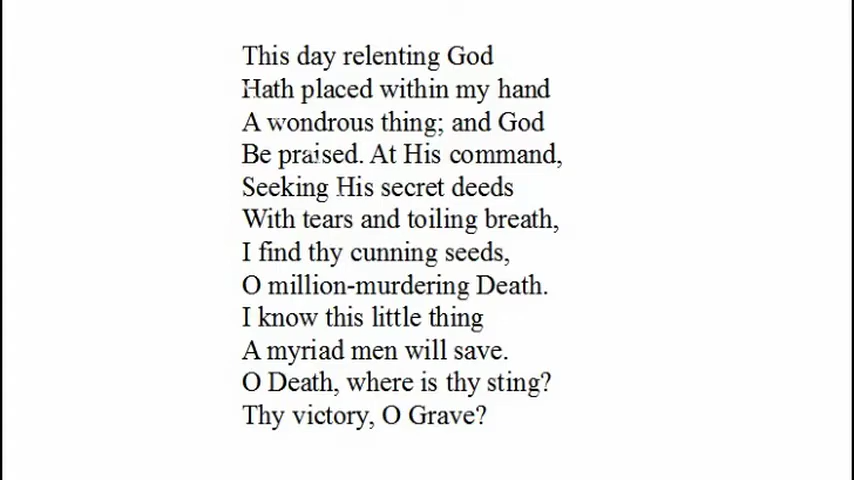 This day relenting God
Hath placed within my hand
A wondrous thing; and God
Be praised. At His command,
Seeking His secret deeds
With tears and toiling breath,
I find thy cunning seeds,
O million-murdering Death.
I know this little thing
A myriad men will save.
O Death, where is thy sting?
Thy victory, O Grave?